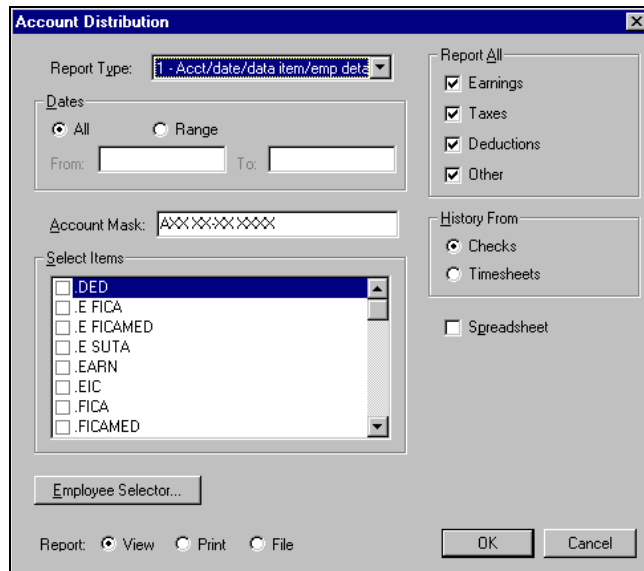 Account Distribution
Report Type: 1 - Acct/date/data item/emp deta
Dates
All Range
From: To:
Account Mask: AXX XX-XX XXXX
Select Items
.DED
.E FICA
.E FICAMED
.E SUTA
.EARN
.EIC
.FICA
.FICAMED
Employee Selector...
Report: View Print File
Report All
Earnings
Taxes
Deductions
Other
History From
Checks
Timesheets
Spreadsheet
OK Cancel